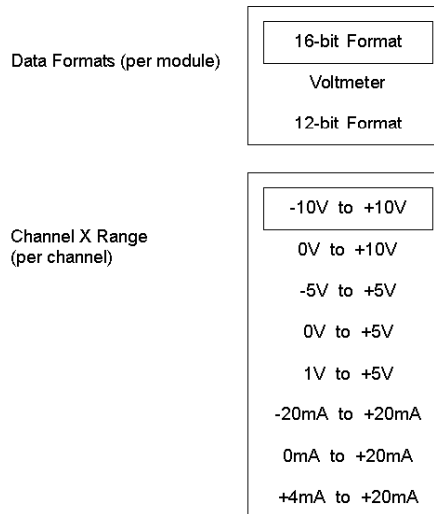 Data Formats (per module)
16-bit Format
Voltmeter
12-bit Format
Channel X Range
(per channel)
-10V to +10V
0V to +10V
-5V to +5V
0V to +5V
1V to +5V
-20mA to +20mA
0mA to +20mA
+4mA to +20mA